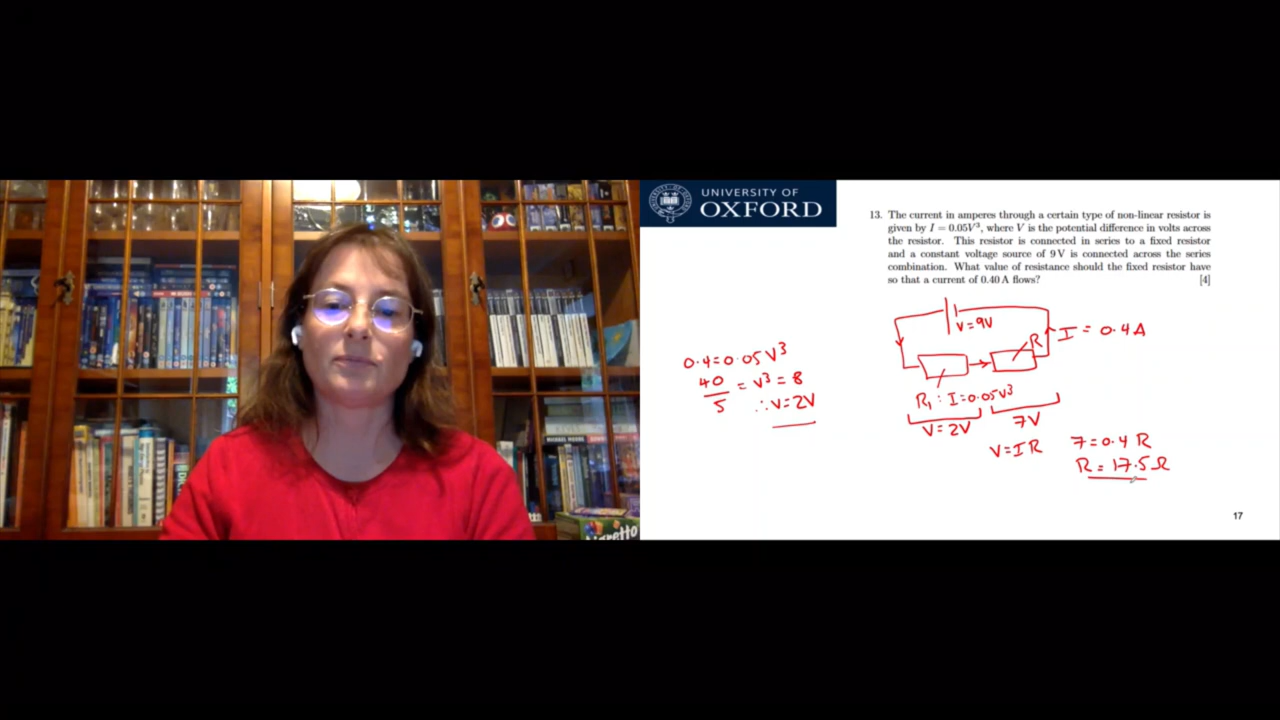 UNIVERSITY OF
OXFORD
13. The current in amperes through a certain type of non-linear resistor is
given by I = 0.05V³, where V is the potential difference in volts across
the resistor. This resistor is connected in series to a fixed resistor
and a constant voltage source of 9 V is connected across the series
combination. What value of resistance should the fixed resistor have
so that a current of 0.40 A flows? [4]
V=9V
R
I = 0.4A
R₁ : I=0.05V³
V=2V
7V
V=IR
7=0.4 R
R=17.5Ω
0.4=0.05V³
40/5 = V³ = 8
∴ V=2V
17
MICHAEL MOORE